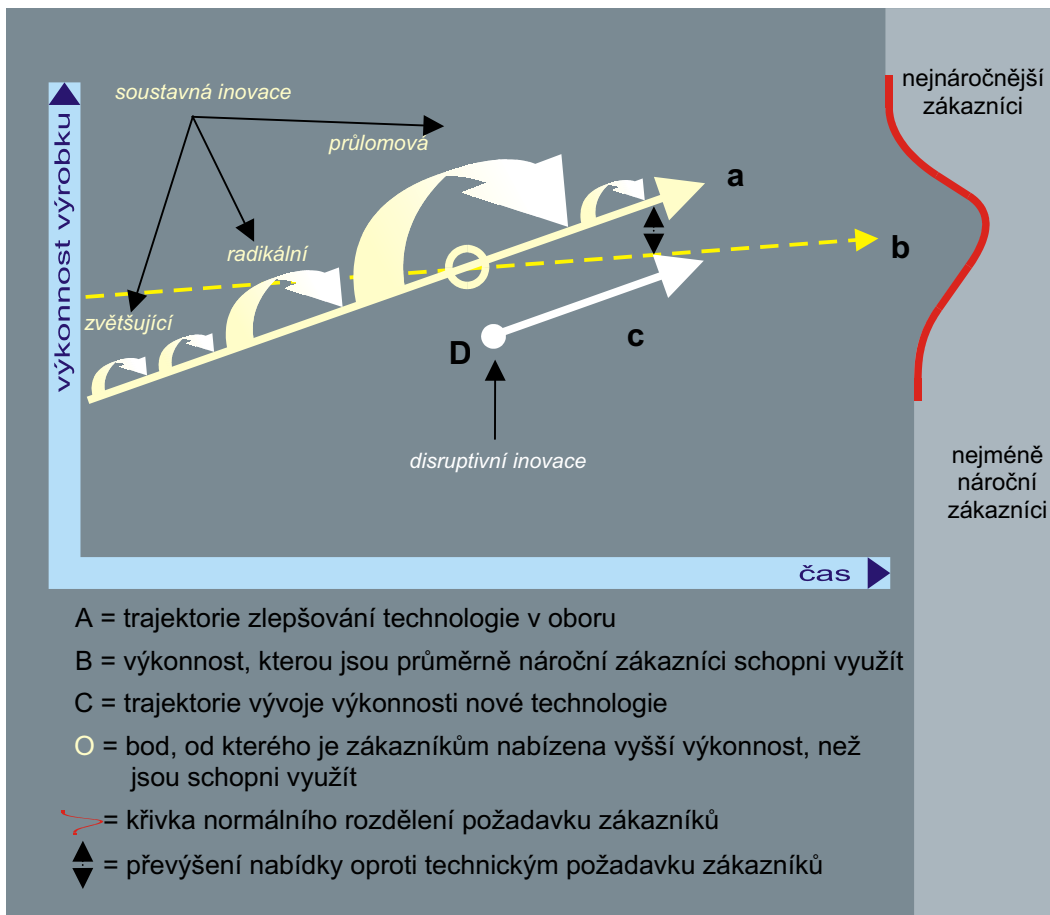 soustavná inovace
průlomová
radikální
zvětšující
a
b
c
D
disruptivní inovace
výkonnost výrobku
čas
nejnáročnější
zákazníci
nejméně
nároční
zákazníci
A = trajektorie zlepšování technologie v oboru
B = výkonnost, kterou jsou průměrně nároční zákazníci schopni využít
C = trajektorie vývoje výkonnosti nové technologie
O = bod, od kterého je zákazníkům nabízena vyšší výkonnost, než
jsou schopni využít
= křivka normálního rozdělení požadavku zákazníků
= převýšení nabídky oproti technickým požadavku zákazníků